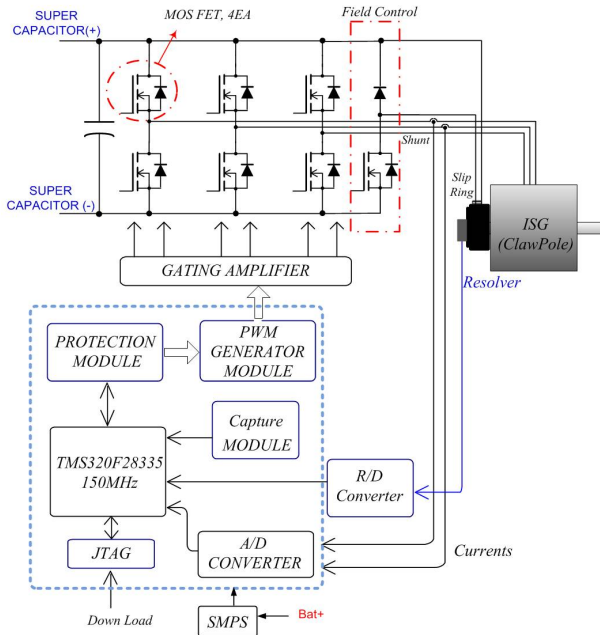 SUPER
CAPACITOR(+)
MOS FET, 4EA
Field Control
Shunt
SUPER
CAPACITOR (-)
Slip
Ring
ISG
(ClawPole)
GATING AMPLIFIER
Resolver
PROTECTION
MODULE
PWM
GENERATOR
MODULE
Capture
MODULE
TMS320F28335
150MHz
R/D
Converter
JTAG
A/D
CONVERTER
Currents
Down Load
SMPS
Bat+